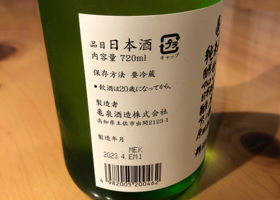 品目 日本酒
内容量 720ml
プラ
キャップ
保存方法 要冷蔵
●飲酒は20歳になってから。
製造者
亀泉酒造株式会社
高知県土佐市出間2123-1
製造年月
MEK
2023.4.EM1
4982005200462